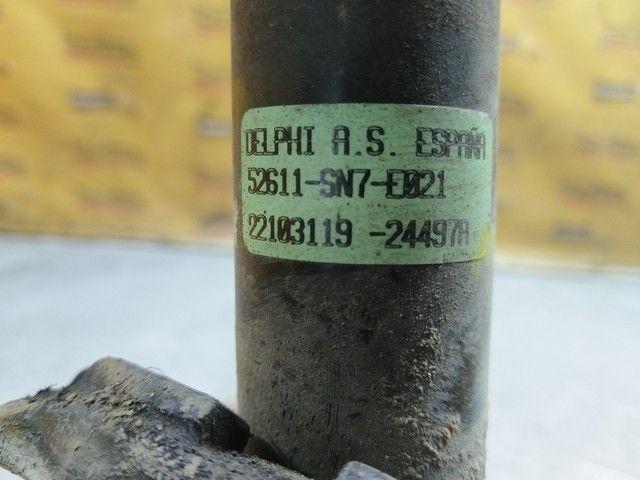 DELPHI A.S. ESPAÑA
52611-SN7-E021
22103119 -24497A